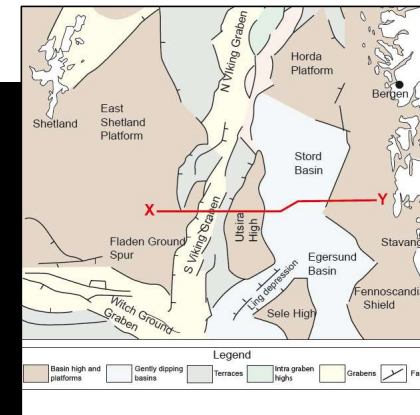 N Viking Graben
Horda
Platform
Bergen
Shetland
East
Shetland
Platform
Stord
Basin
X
Y
S Viking Graben
Utsira
High
Stavang
Fladen Ground
Spur
Egersund
Basin
Ling depression
Witch Ground
Graben
Sele High
Fennoscandi
Shield
Legend
Basin high and
platforms
Gently dipping
basins
Terraces
Intra graben
highs
Grabens
Fa